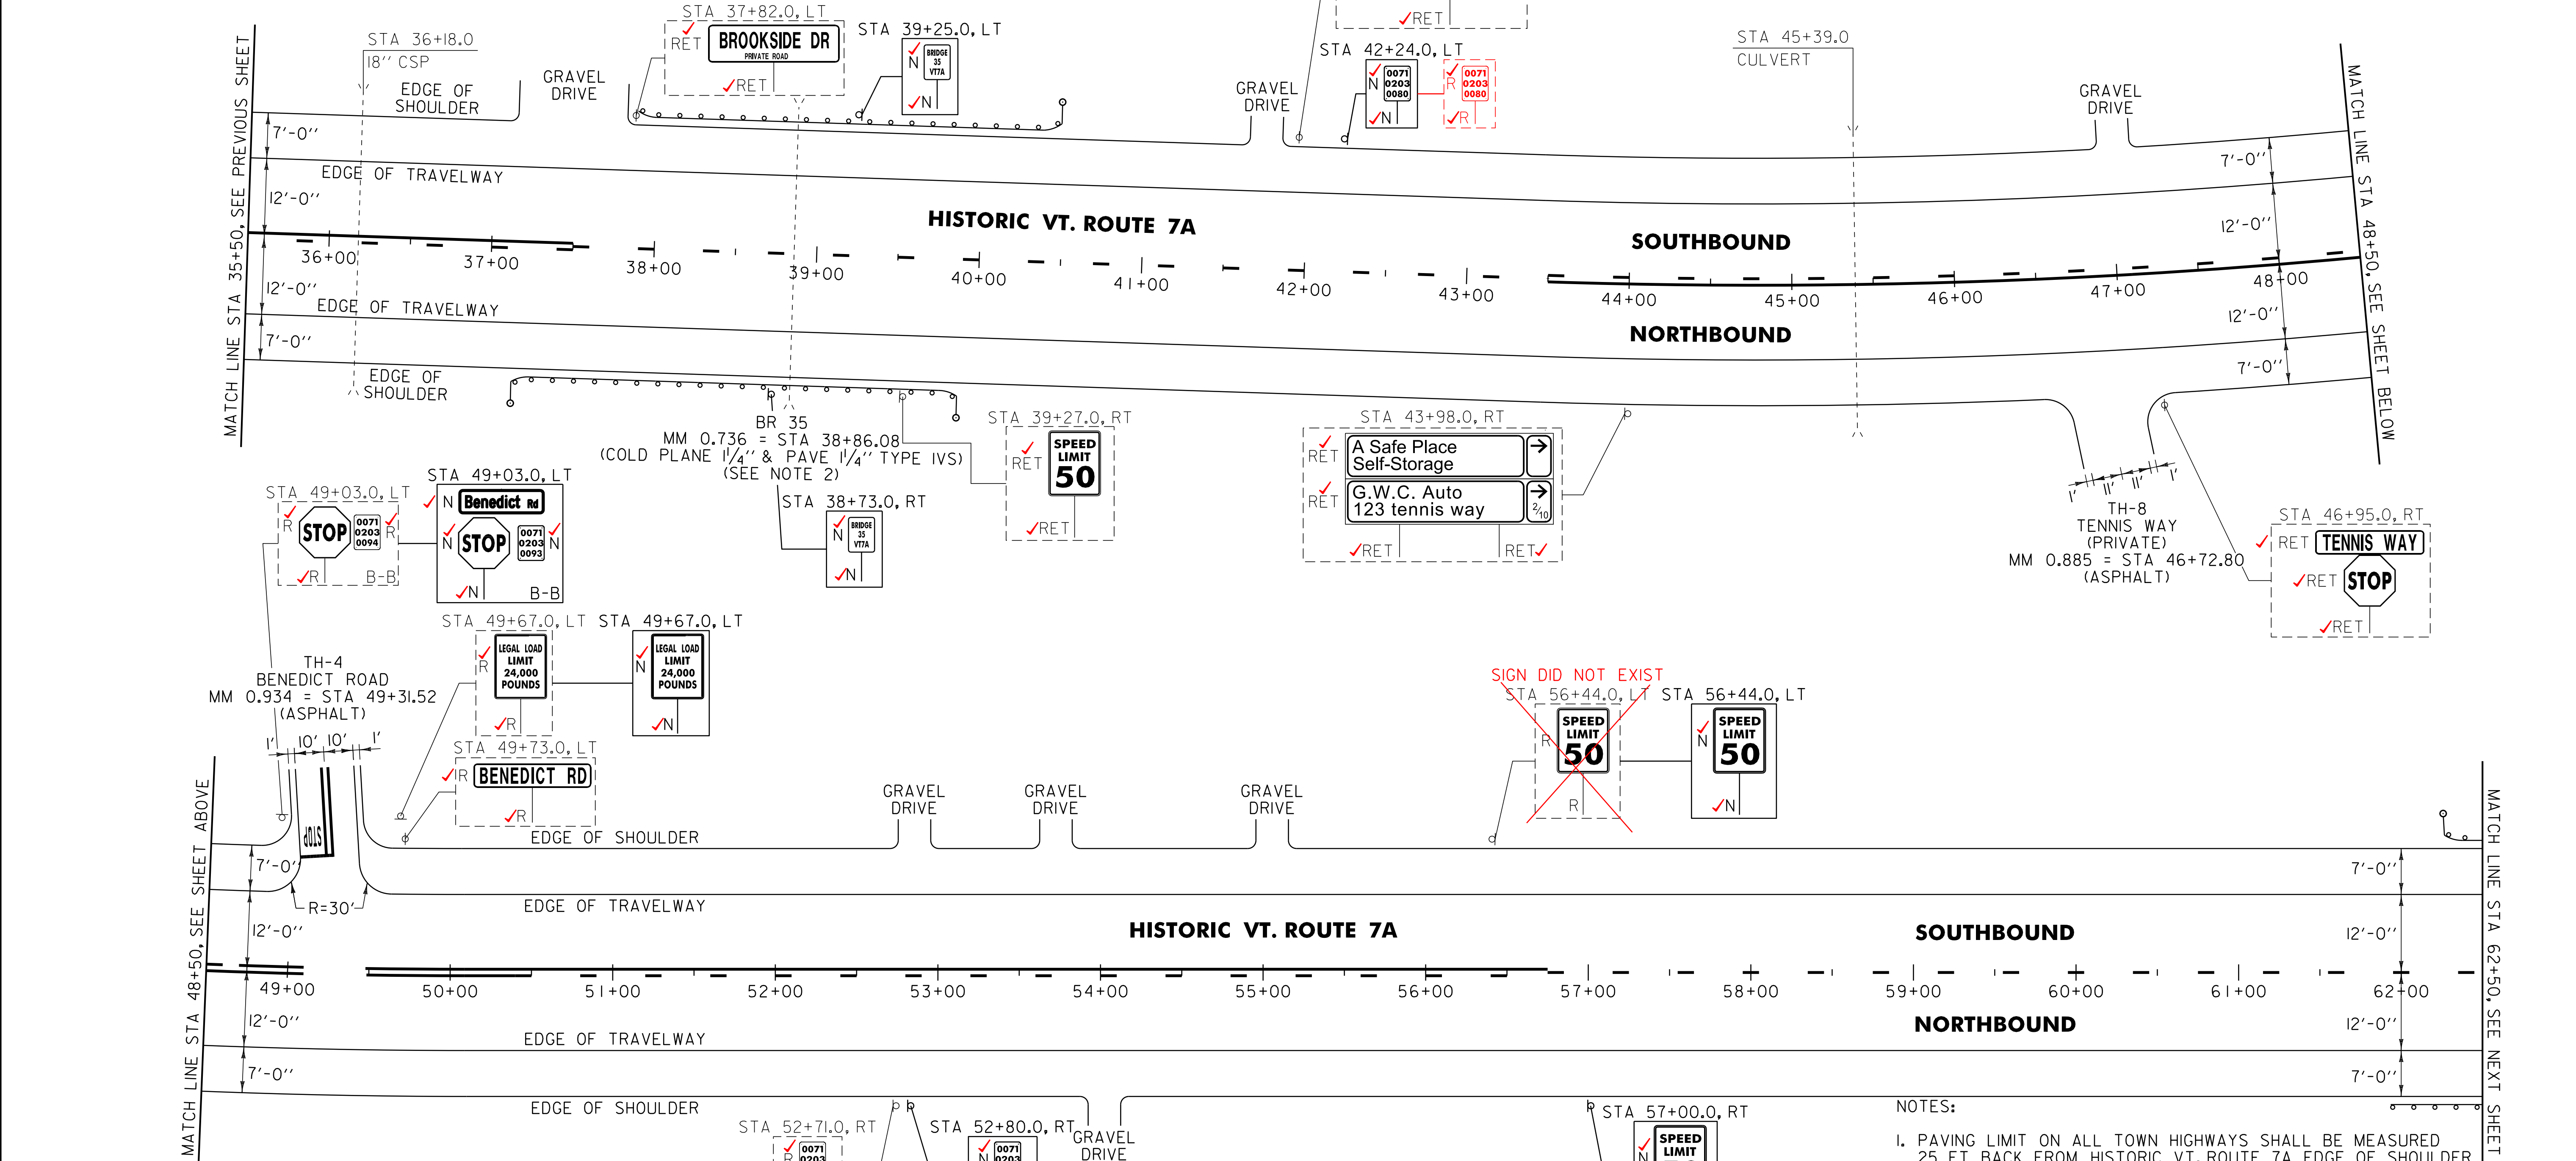 STA 37+82.0, LT
RET
BROOKSIDE DR
PRIVATE ROAD
RET
STA 39+25.0, LT
N
BRIDGE
35
VT7A
N
RET
STA 42+24.0, LT
N
0071
0203
0080
N
R
0071
0203
0080
R
STA 36+18.0
18'' CSP
STA 45+39.0
CULVERT
EDGE OF
SHOULDER
GRAVEL
DRIVE
GRAVEL
DRIVE
GRAVEL
DRIVE
MATCH LINE STA 35+50, SEE PREVIOUS SHEET
MATCH LINE STA 48+50, SEE SHEET BELOW
7'-0''
12'-0''
12'-0''
7'-0''
EDGE OF TRAVELWAY
HISTORIC VT. ROUTE 7A
SOUTHBOUND
7'-0''
12'-0''
12'-0''
7'-0''
36+00
37+00
38+00
39+00
40+00
41+00
42+00
43+00
44+00
45+00
46+00
47+00
48+00
EDGE OF TRAVELWAY
NORTHBOUND
EDGE OF
SHOULDER
BR 35
MM 0.736 = STA 38+86.08
(COLD PLANE 1 1/4'' & PAVE 1 1/4'' TYPE IVS)
(SEE NOTE 2)
STA 38+73.0, RT
N
BRIDGE
35
VT7A
N
STA 39+27.0, RT
RET
SPEED
LIMIT
50
RET
STA 43+98.0, RT
RET
A Safe Place
Self-Storage
RET
G.W.C. Auto
123 tennis way
2/10
RET
RET
1'
11'
11'
1'
TH-8
TENNIS WAY
(PRIVATE)
MM 0.885 = STA 46+72.80
(ASPHALT)
STA 46+95.0, RT
RET
TENNIS WAY
RET
STOP
RET
STA 49+03.0, LT
R
STOP
0071
0203
0094
R
R
B-B
STA 49+03.0, LT
N
Benedict Rd
N
STOP
0071
0203
0093
N
N
B-B
STA 49+67.0, LT
R
LEGAL LOAD
LIMIT
24,000
POUNDS
R
STA 49+67.0, LT
N
LEGAL LOAD
LIMIT
24,000
POUNDS
N
TH-4
BENEDICT ROAD
MM 0.934 = STA 49+31.52
(ASPHALT)
1'
10'
10'
1'
STA 49+73.0, LT
R
BENEDICT RD
R
SIGN DID NOT EXIST
STA 56+44.0, LT
R
SPEED
LIMIT
50
R
STA 56+44.0, LT
N
SPEED
LIMIT
50
N
GRAVEL
DRIVE
GRAVEL
DRIVE
GRAVEL
DRIVE
MATCH LINE STA 48+50, SEE SHEET ABOVE
MATCH LINE STA 62+50, SEE NEXT SHEET
STOP
EDGE OF SHOULDER
7'-0''
R=30'
EDGE OF TRAVELWAY
12'-0''
HISTORIC VT. ROUTE 7A
SOUTHBOUND
7'-0''
12'-0''
49+00
50+00
51+00
52+00
53+00
54+00
55+00
56+00
57+00
58+00
59+00
60+00
61+00
62+00
12'-0''
EDGE OF TRAVELWAY
NORTHBOUND
12'-0''
7'-0''
7'-0''
EDGE OF SHOULDER
STA 52+71.0, RT
R
0071
0203
STA 52+80.0, RT
N
0071
0203
GRAVEL
DRIVE
STA 57+00.0, RT
N
SPEED
LIMIT
NOTES:
1. PAVING LIMIT ON ALL TOWN HIGHWAYS SHALL BE MEASURED
25 FT BACK FROM HISTORIC VT. ROUTE 7A EDGE OF SHOULDER